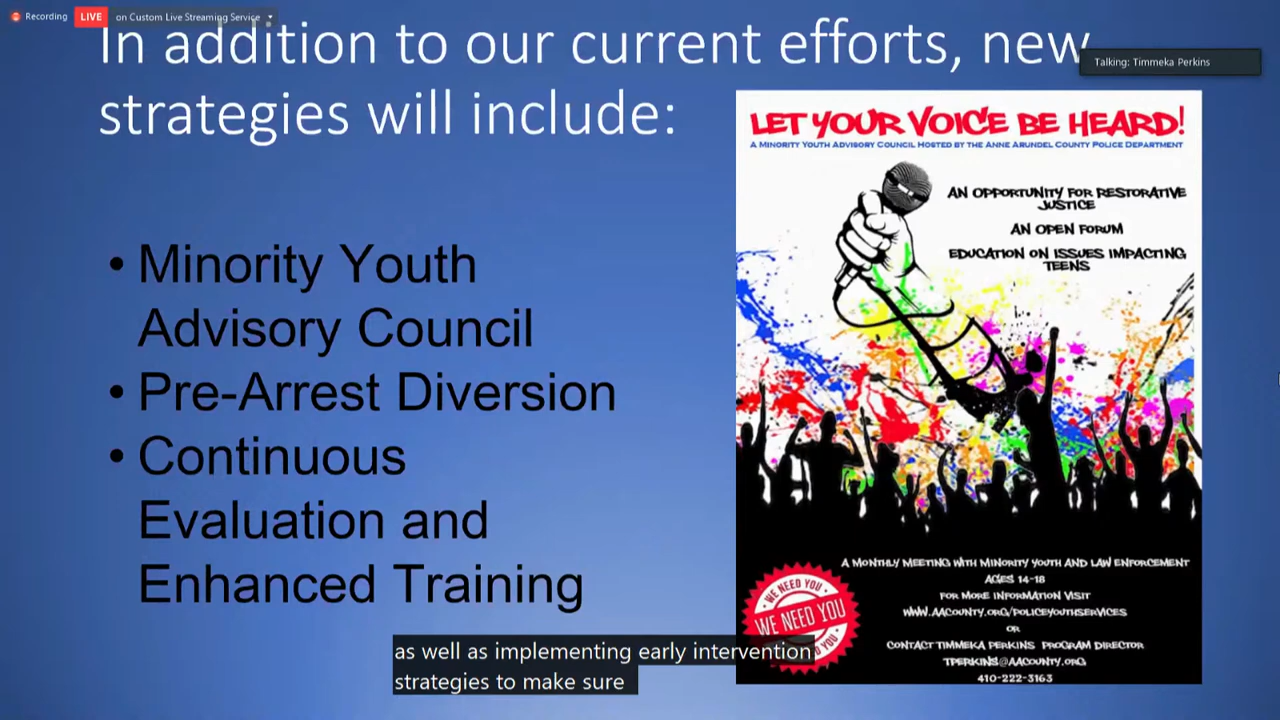 Recording
LIVE
on Custom Live Streaming Service
In addition to our current efforts, new
strategies will include:
Talking: Timmeka Perkins
• Minority Youth
Advisory Council
• Pre-Arrest Diversion
• Continuous
Evaluation and
Enhanced Training
LET YOUR VOICE BE HEARD!
A MINORITY YOUTH ADVISORY COUNCIL HOSTED BY THE ANNE ARUNDEL COUNTY POLICE DEPARTMENT
AN OPPORTUNITY FOR RESTORATIVE
JUSTICE
AN OPEN FORUM
EDUCATION ON ISSUES IMPACTING
TEENS
A MONTHLY MEETING WITH MINORITY YOUTH AND LAW ENFORCEMENT
AGES 14-18
FOR MORE INFORMATION VISIT
WWW.AACOUNTY.ORG/POLICEYOUTHSERVICES
OR
CONTACT TIMMEKA PERKINS PROGRAM DIRECTOR
TPERKINS@AACOUNTY.ORG
410-222-3163
WE NEED YOU
WE NEED YOU
YOU
as well as implementing early intervention
strategies to make sure